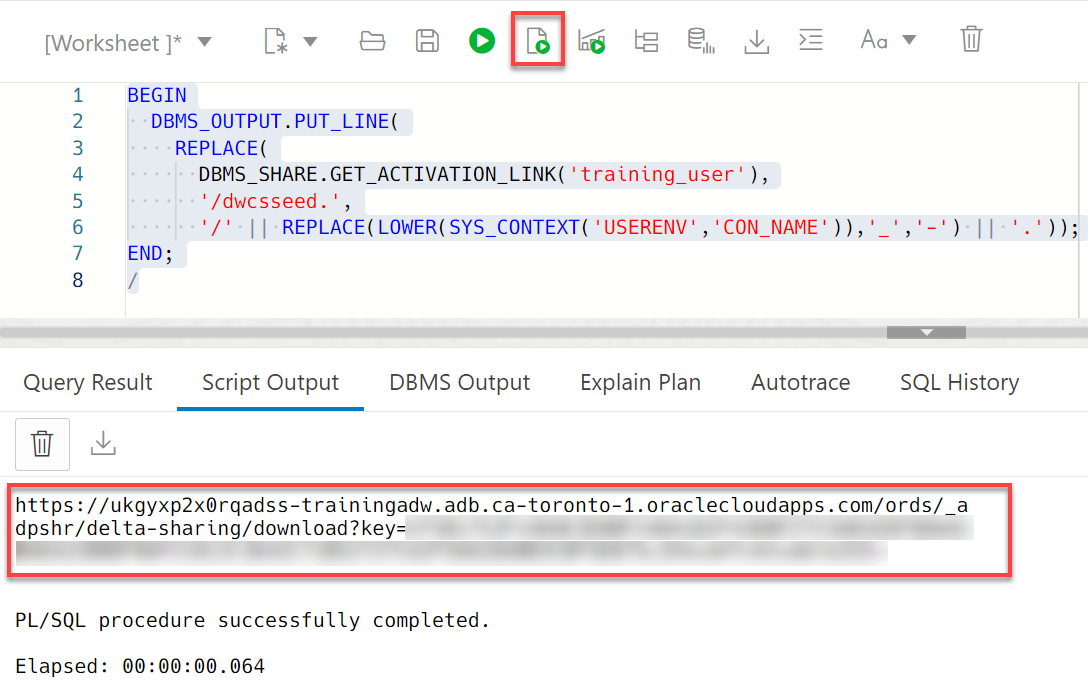 [Worksheet ]*
Aa
1 BEGIN
2 DBMS_OUTPUT.PUT_LINE(
3 REPLACE(
4 DBMS_SHARE.GET_ACTIVATION_LINK('training_user'),
5 '/dwcsseed.',
6 '/' || REPLACE(LOWER(SYS_CONTEXT('USERENV','CON_NAME')),'_','-') || '.'));
7 END;
8 /
Query Result Script Output DBMS Output Explain Plan Autotrace SQL History
https://ukgyxp2x0rqadss-trainingadw.adb.ca-toronto-1.oraclecloudapps.com/ords/_a
dpshr/delta-sharing/download?key=
PL/SQL procedure successfully completed.
Elapsed: 00:00:00.064